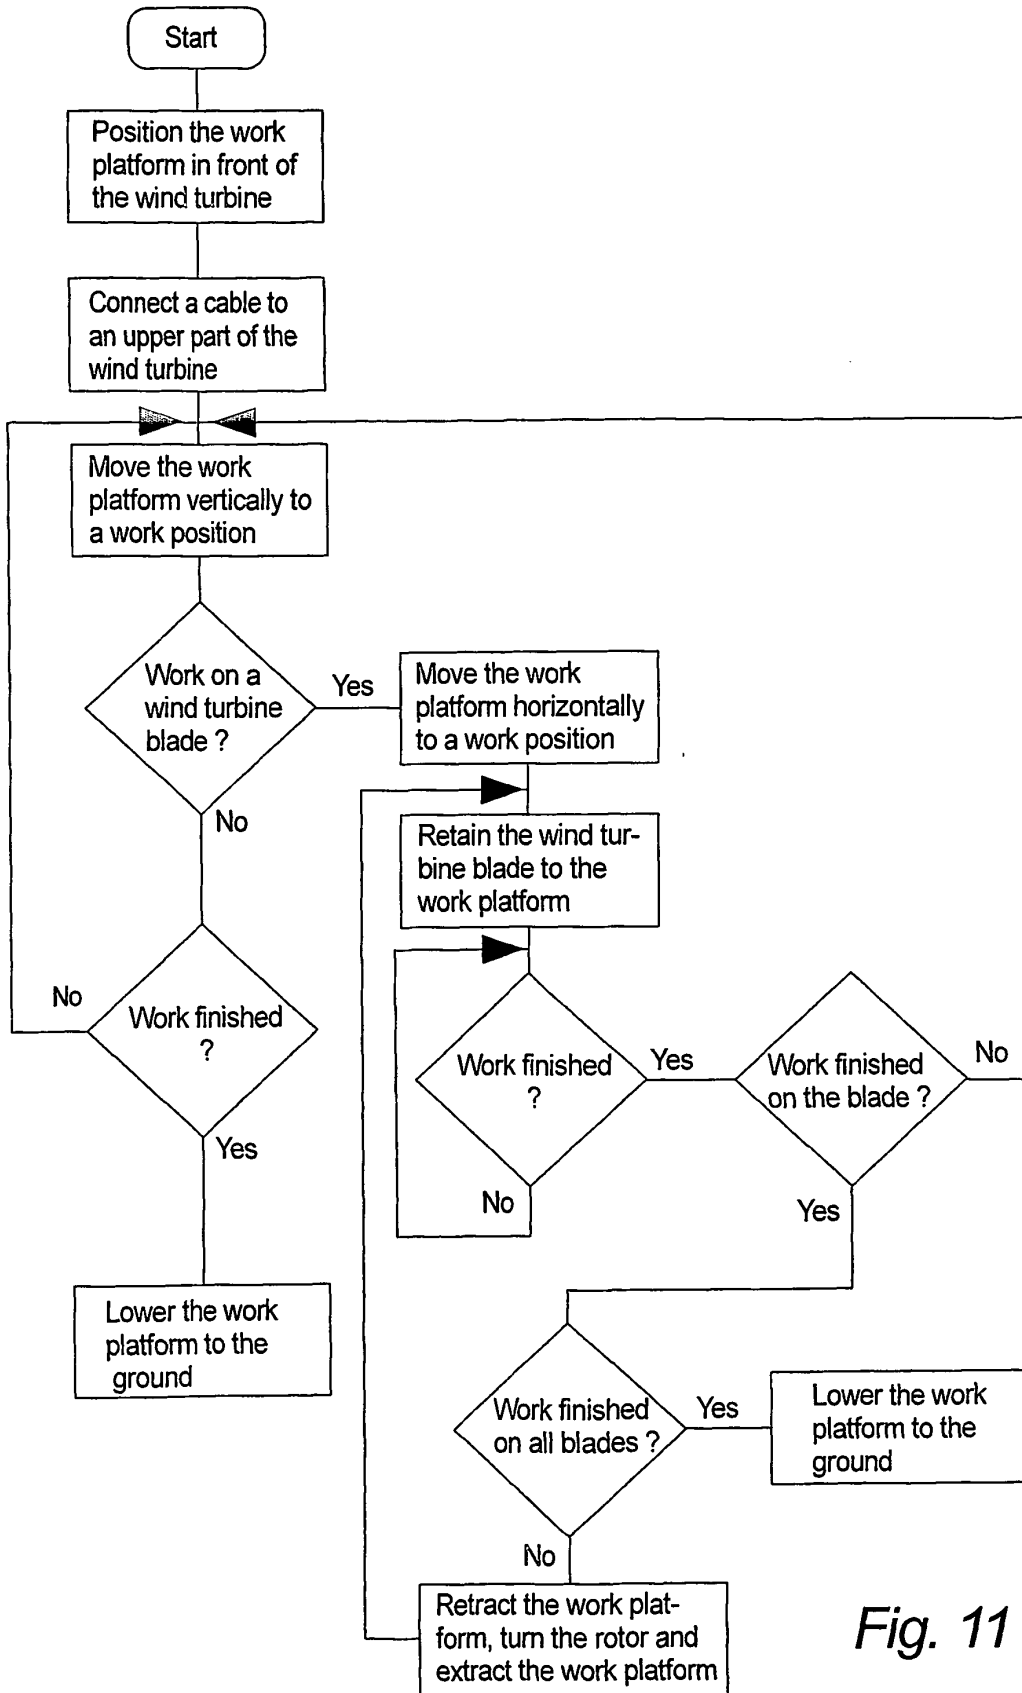 Start
Position the work
platform in front of
the wind turbine
Connect a cable to
an upper part of the
wind turbine
Move the work
platform vertically to
a work position
Work on a
wind turbine
blade ?
Yes
Move the work
platform horizontally
to a work position
No
Retain the wind tur-
bine blade to the
work platform
No
Work finished
?
Yes
Work finished
?
Yes
Work finished
on the blade ?
No
No
Yes
Lower the work
platform to the
ground
Work finished
on all blades ?
Yes
Lower the work
platform to the
ground
No
Retract the work plat-
form, turn the rotor and
extract the work platform
Fig. 11